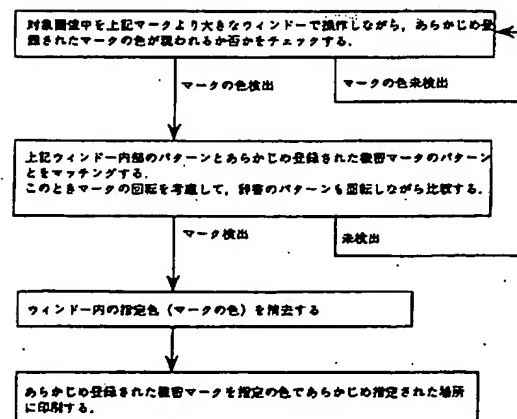 対象画像中を上記マークより大きなウィンドーで操作しながら，あらかじめ登
録されたマークの色が現われるか否かをチェックする．
マークの色検出
マークの色未検出
上記ウィンドー内部のパターンとあらかじめ登録された機密マークのパターン
とをマッチングする．
このときマークの回転を考慮して，辞書のパターンも回転しながら比較する．
マーク検出
未検出
ウィンドー内の指定色（マークの色）を消去する
あらかじめ登録された機密マークを指定の色であらかじめ指定された場所
に印刷する．